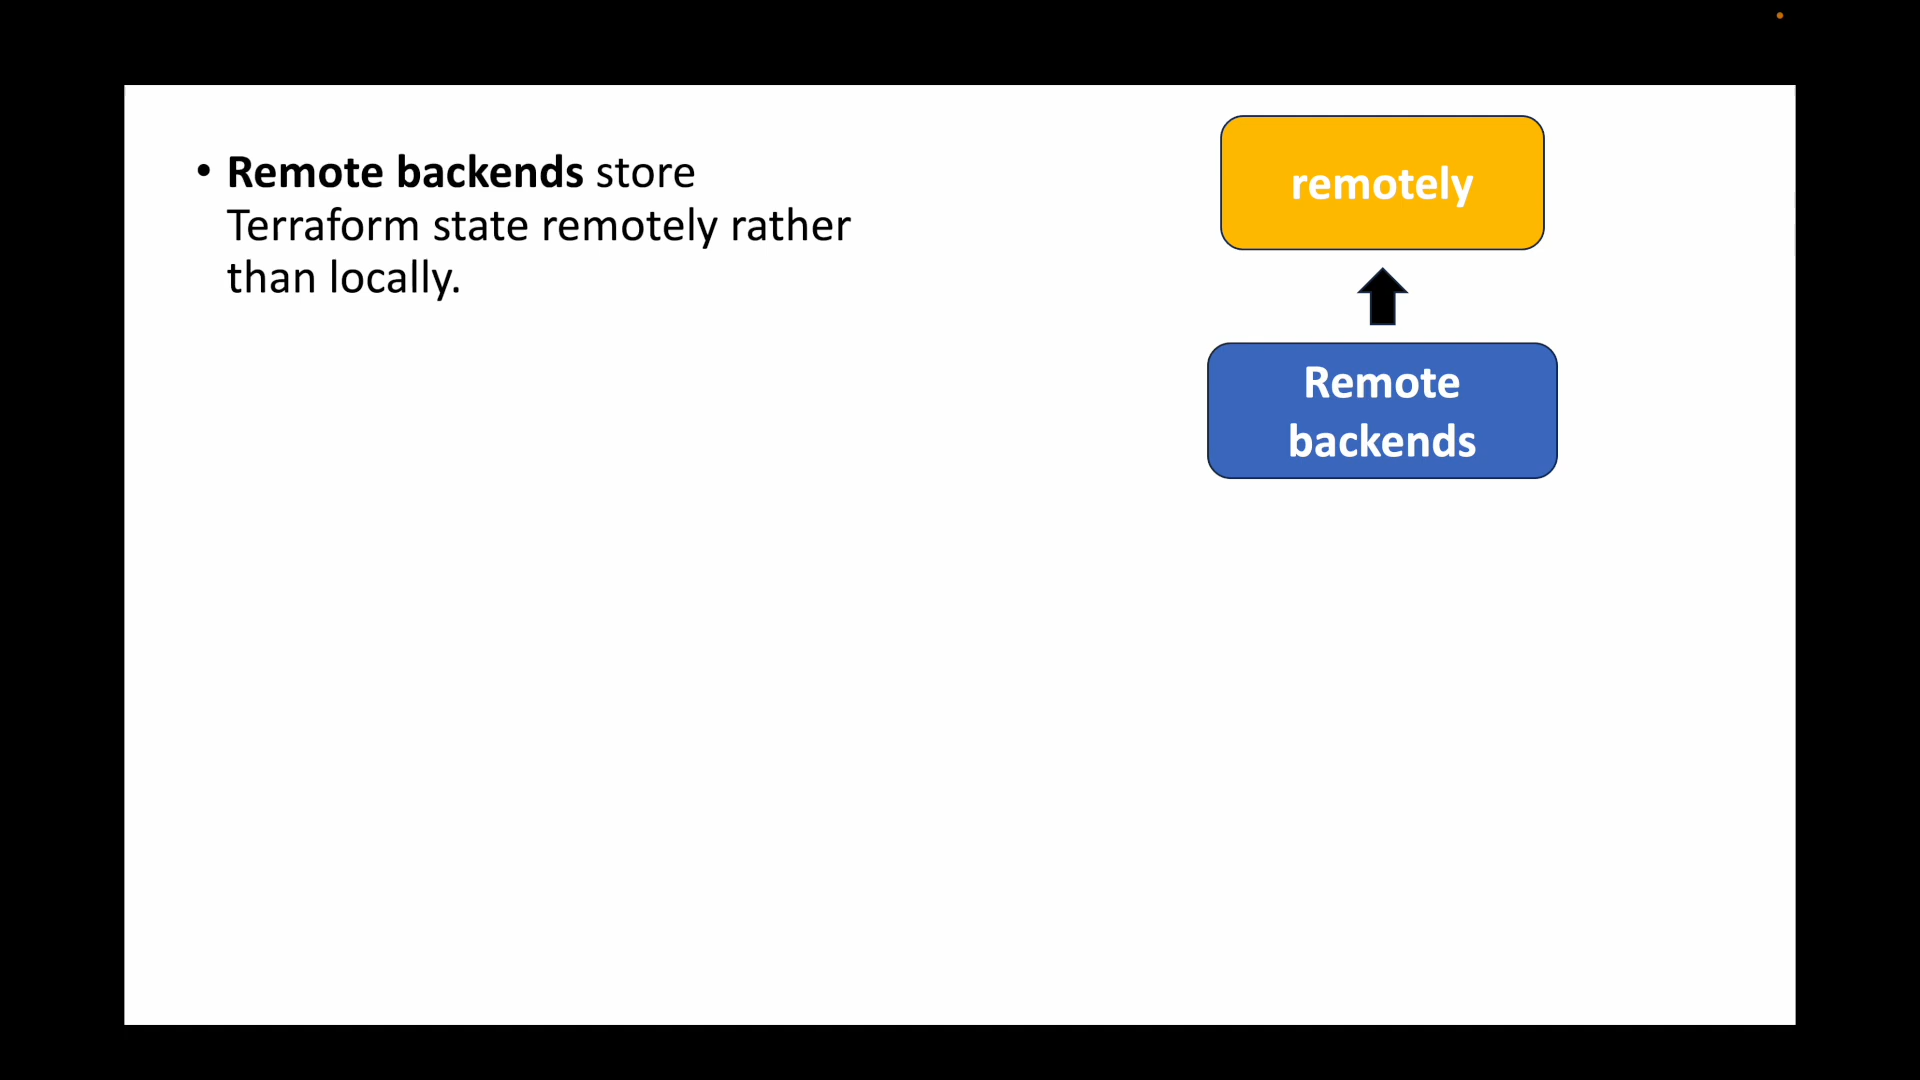 • Remote backends store
Terraform state remotely rather
than locally.
remotely
Remote
backends